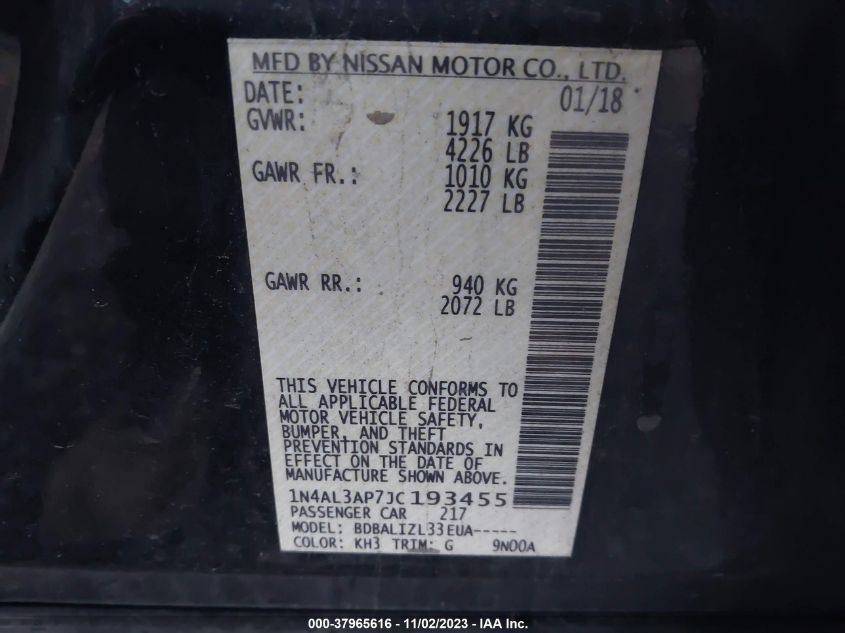 MFD BY NISSAN MOTOR CO., LTD.
DATE: 01/18
GVWR: 1917 KG
4226 LB
GAWR FR.: 1010 KG
2227 LB
GAWR RR.: 940 KG
2072 LB
THIS VEHICLE CONFORMS TO
ALL APPLICABLE FEDERAL
MOTOR VEHICLE SAFETY,
BUMPER, AND THEFT
PREVENTION STANDARDS IN
EFFECT ON THE DATE OF
MANUFACTURE SHOWN ABOVE.
1N4AL3AP7JC193455
PASSENGER CAR 217
MODEL: BDBALIZL33EUA-----
COLOR: KH3 TRIM: G 9N00A
000-37965616 - 11/02/2023 - IAA Inc.